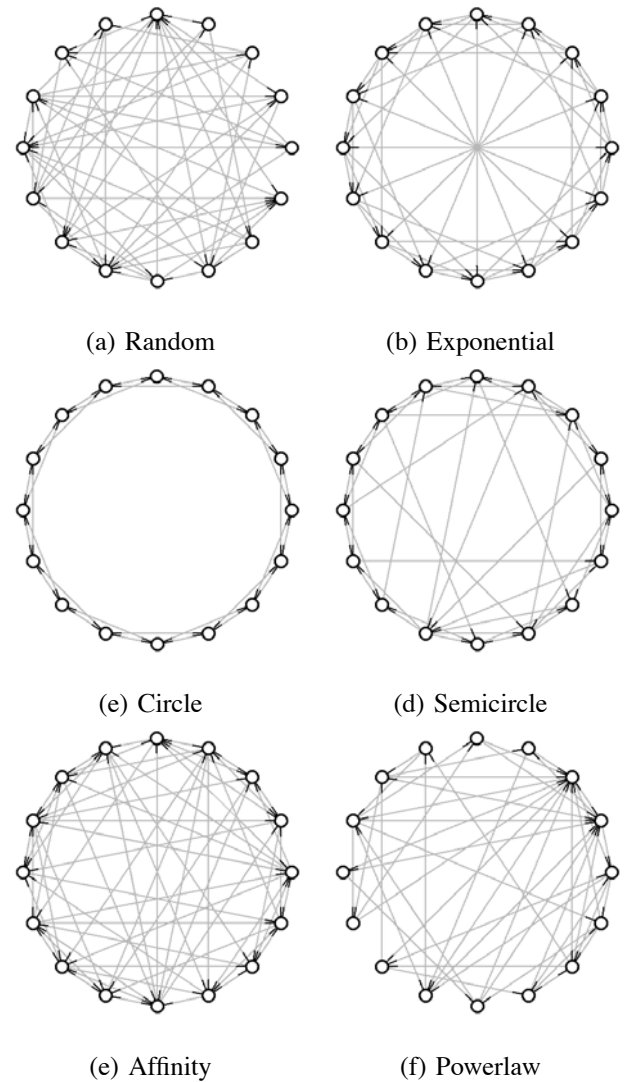 (a) Random
(b) Exponential
(e) Circle
(d) Semicircle
(e) Affinity
(f) Powerlaw